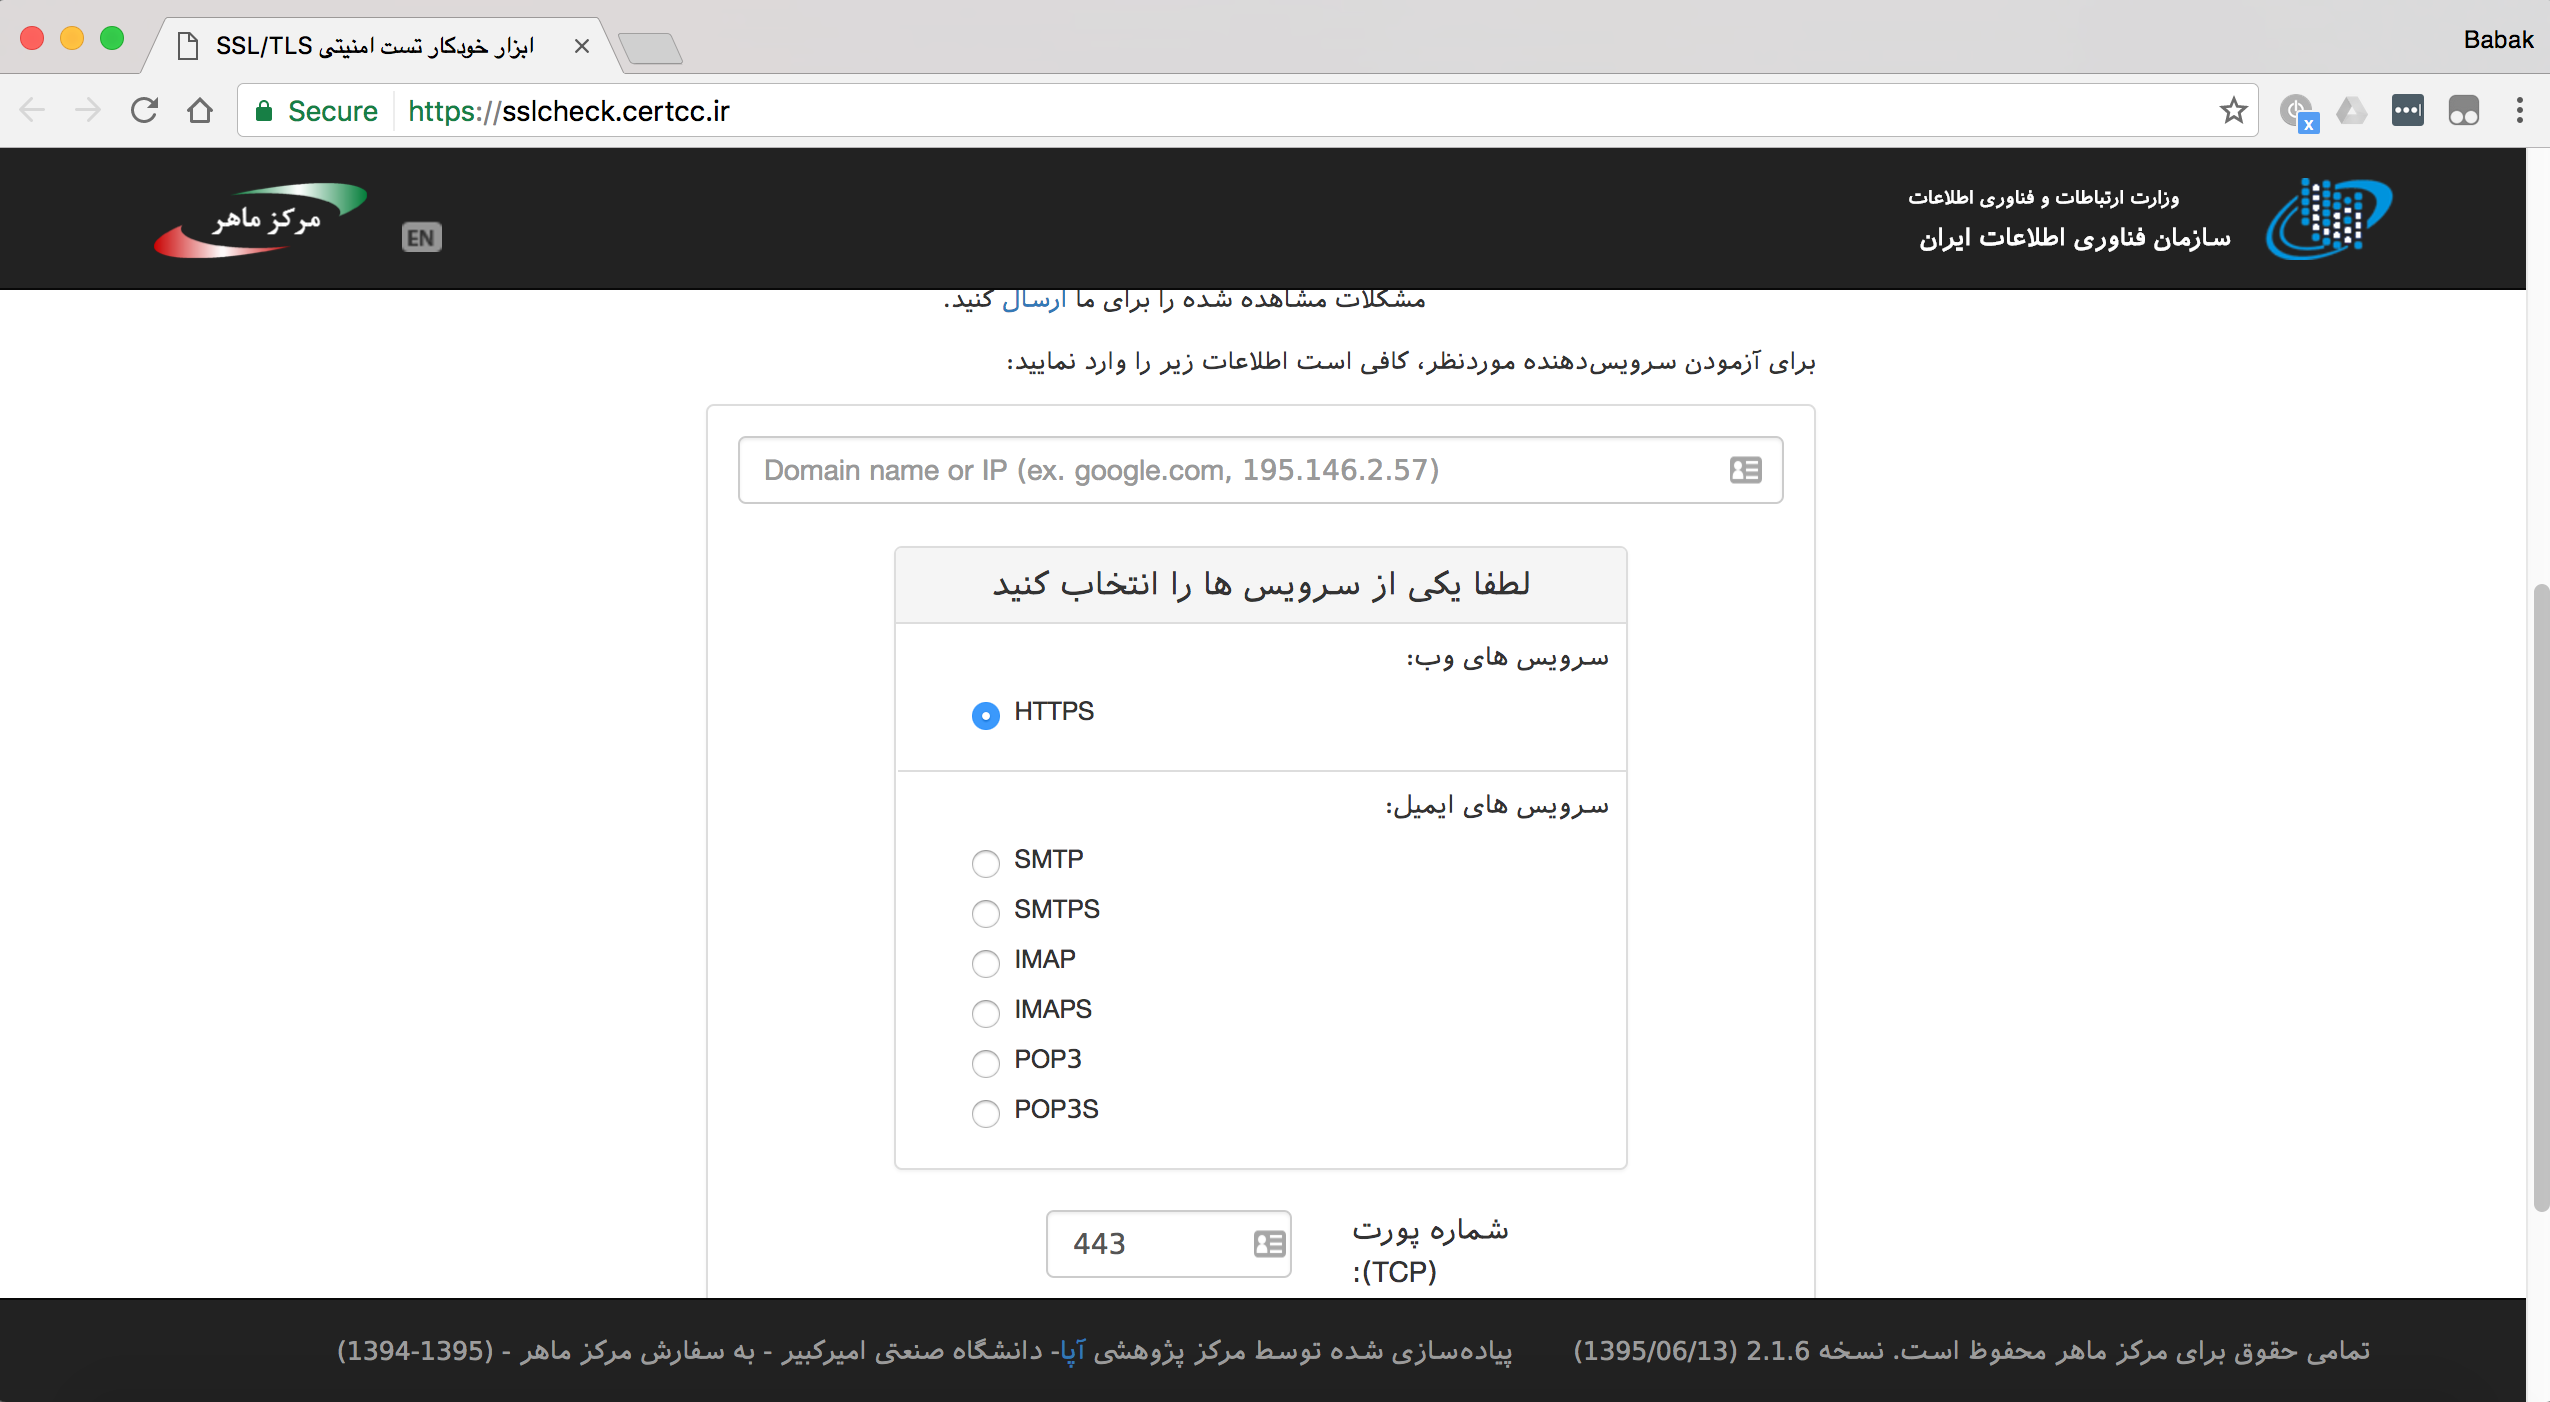 ابزار خودکار تست امنیتی SSL/TLS
Babak
Secure
https://sslcheck.certcc.ir
x
مرکز ماهر
EN
وزارت ارتباطات و فناوری اطلاعات
سازمان فناوری اطلاعات ایران
مشکلات مشاهده شده را برای ما ارسال کنید.
برای آزمودن سرویس‌دهنده موردنظر، کافی است اطلاعات زیر را وارد نمایید:
Domain name or IP (ex. google.com, 195.146.2.57)
لطفا یکی از سرویس ها را انتخاب کنید
سرویس های وب:
HTTPS
سرویس های ایمیل:
SMTP
SMTPS
IMAP
IMAPS
POP3
POP3S
شماره پورت
(TCP):
443
تمامی حقوق برای مرکز ماهر محفوظ است. نسخه 2.1.6 (1395/06/13)
پیاده‌سازی شده توسط مرکز پژوهشی آپا- دانشگاه صنعتی امیرکبیر - به سفارش مرکز ماهر - (1394-1395)